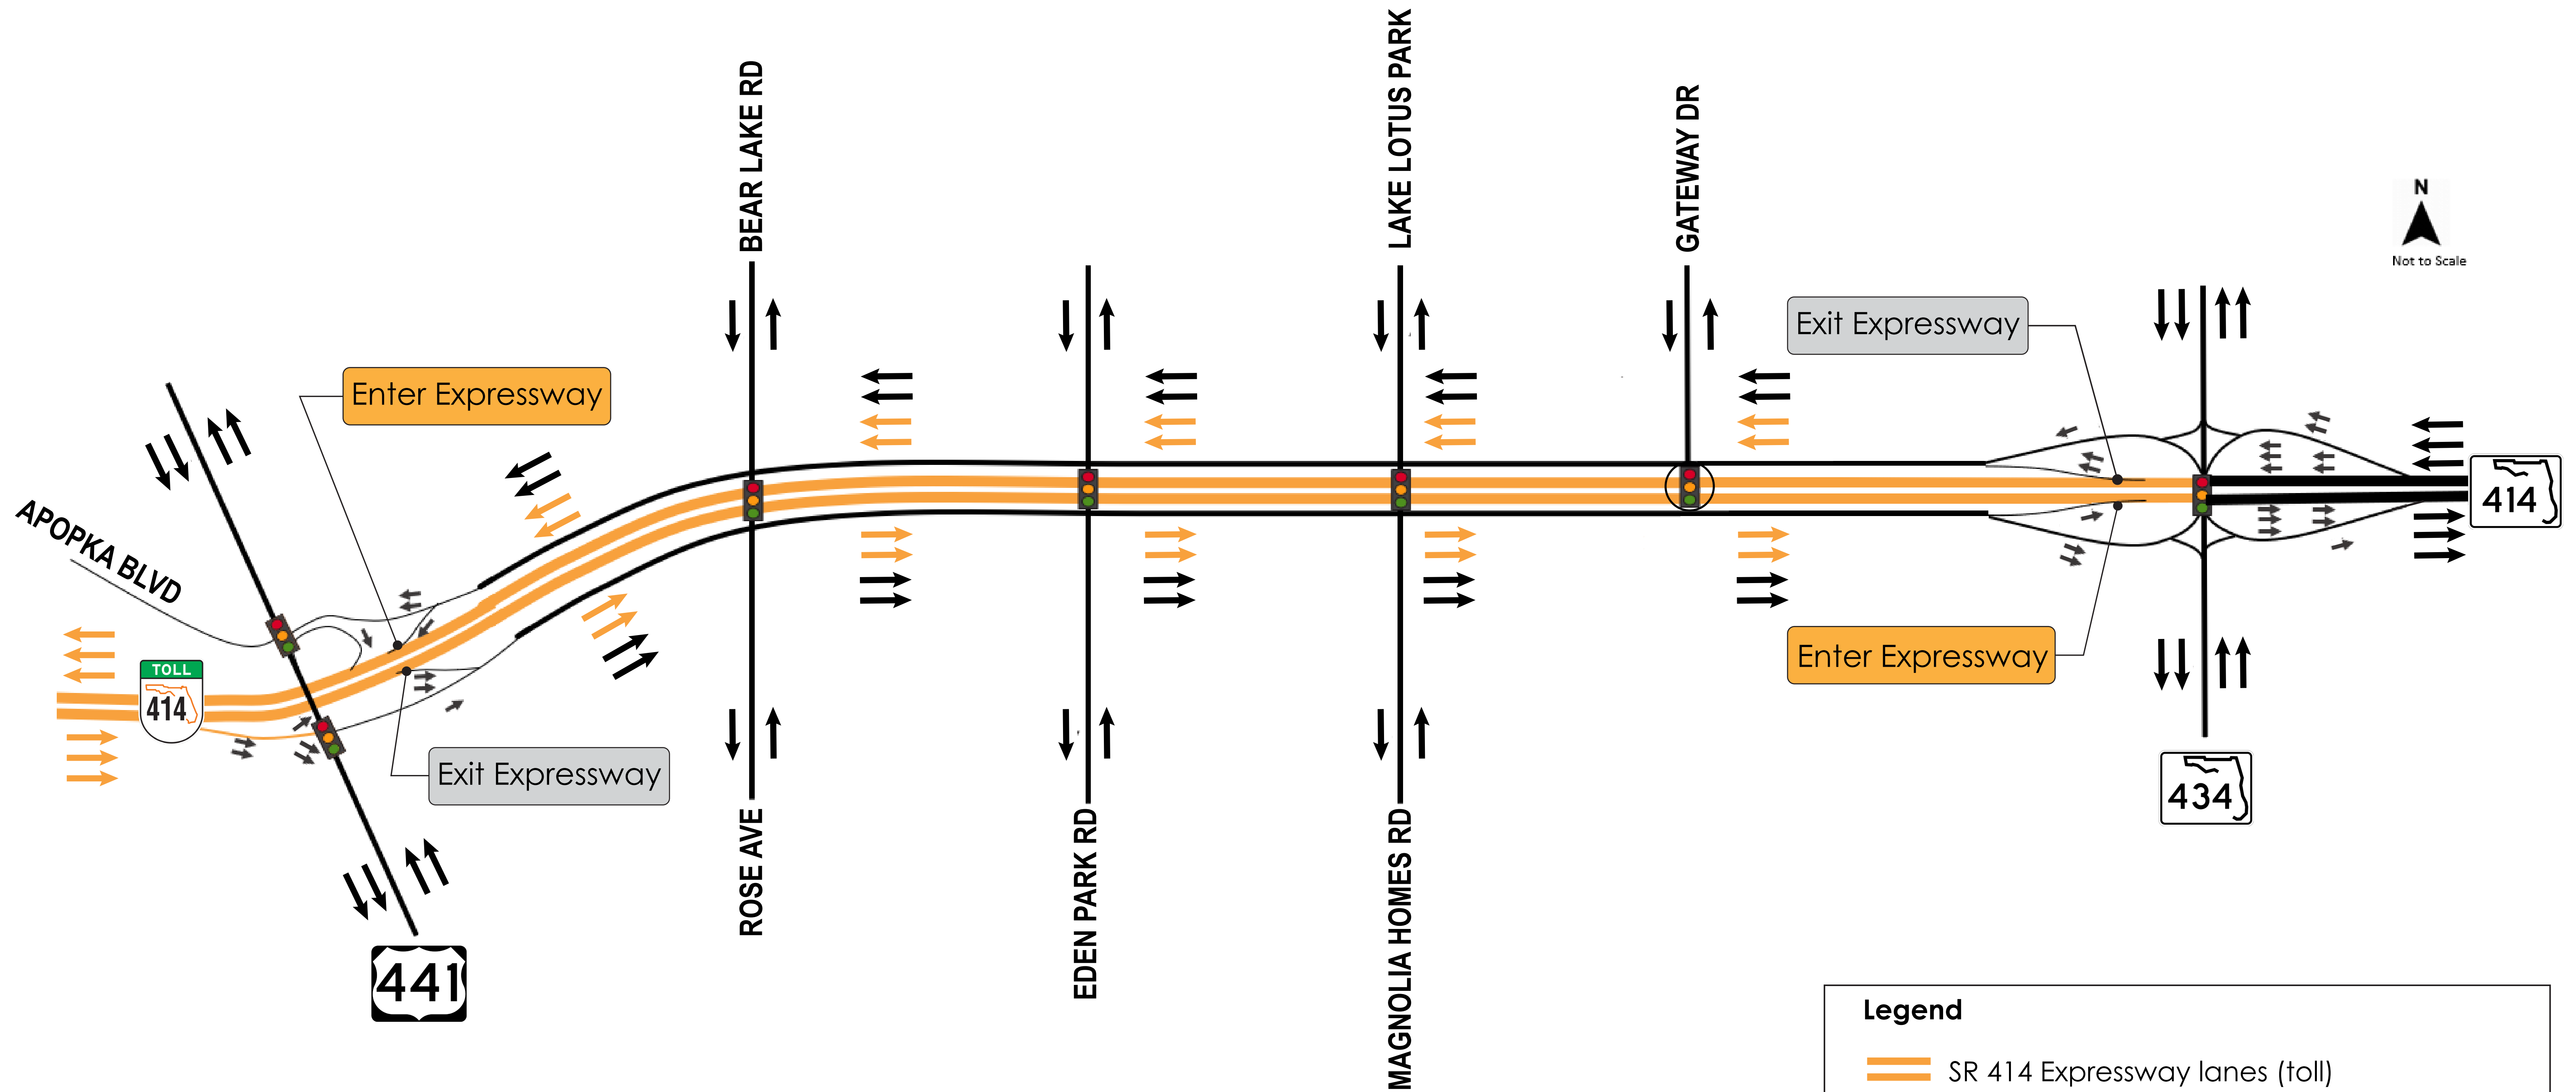 LAKE LOTUS PARK
BEAR LAKE RD
GATEWAY DR
N
Not to Scale
Exit Expressway
Enter Expressway
414
APOPKA BLVD
TOLL
414
Enter Expressway
Exit Expressway
434
ROSE AVE
EDEN PARK RD
MAGNOLIA HOMES RD
441
Legend
SR 414 Expressway lanes (toll)